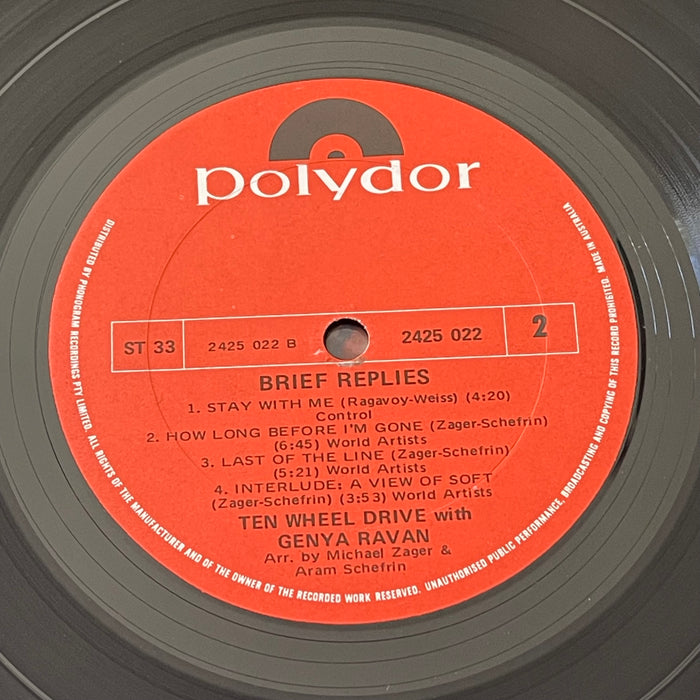 polydor
ST 33
2425 022 B
2425 022
2
BRIEF REPLIES
1. STAY WITH ME (Ragavoy-Weiss) (4:20)
Control
2. HOW LONG BEFORE I'M GONE (Zager-Schefrin)
(6:45) World Artists
3. LAST OF THE LINE (Zager-Schefrin)
(5:21) World Artists
4. INTERLUDE: A VIEW OF SOFT
(Zager-Schefrin) (3:53) World Artists
TEN WHEEL DRIVE with
GENYA RAVAN
Arr. by Michael Zager &
Aram Schefrin
DISTRIBUTED BY PHONOGRAM RECORDINGS PTY LIMITED. ALL RIGHTS OF THE MANUFACTURER AND OF THE OWNER OF THE RECORDED WORK RESERVED. UNAUTHORISED PUBLIC PERFORMANCE, BROADCASTING AND COPYING OF THIS RECORD PROHIBITED. MADE IN AUSTRALIA